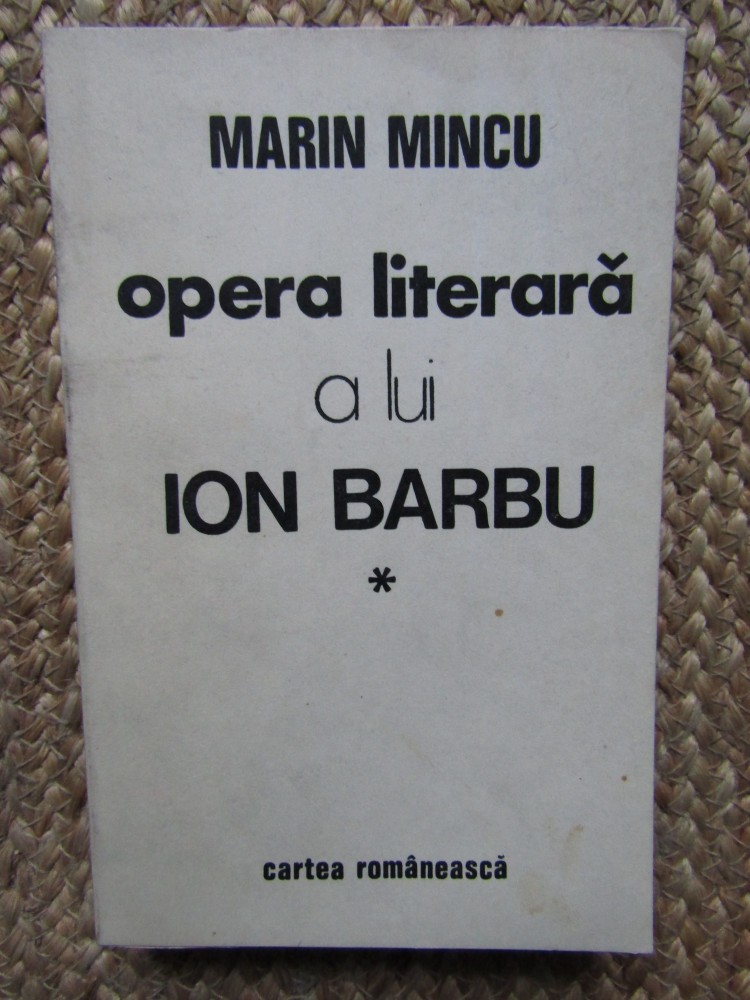 MARIN MINCU
opera literară
a lui
ION BARBU
*
cartea românească